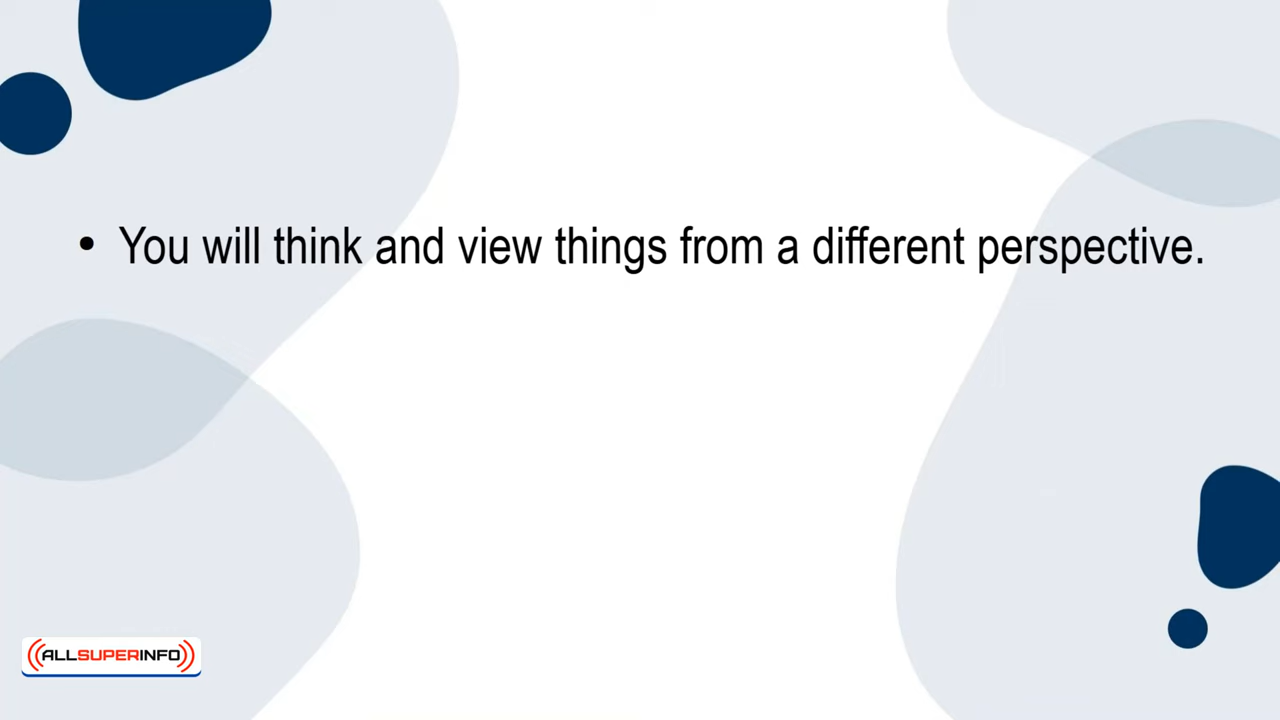 • You will think and view things from a different perspective.
((ALLSUPERINFO))